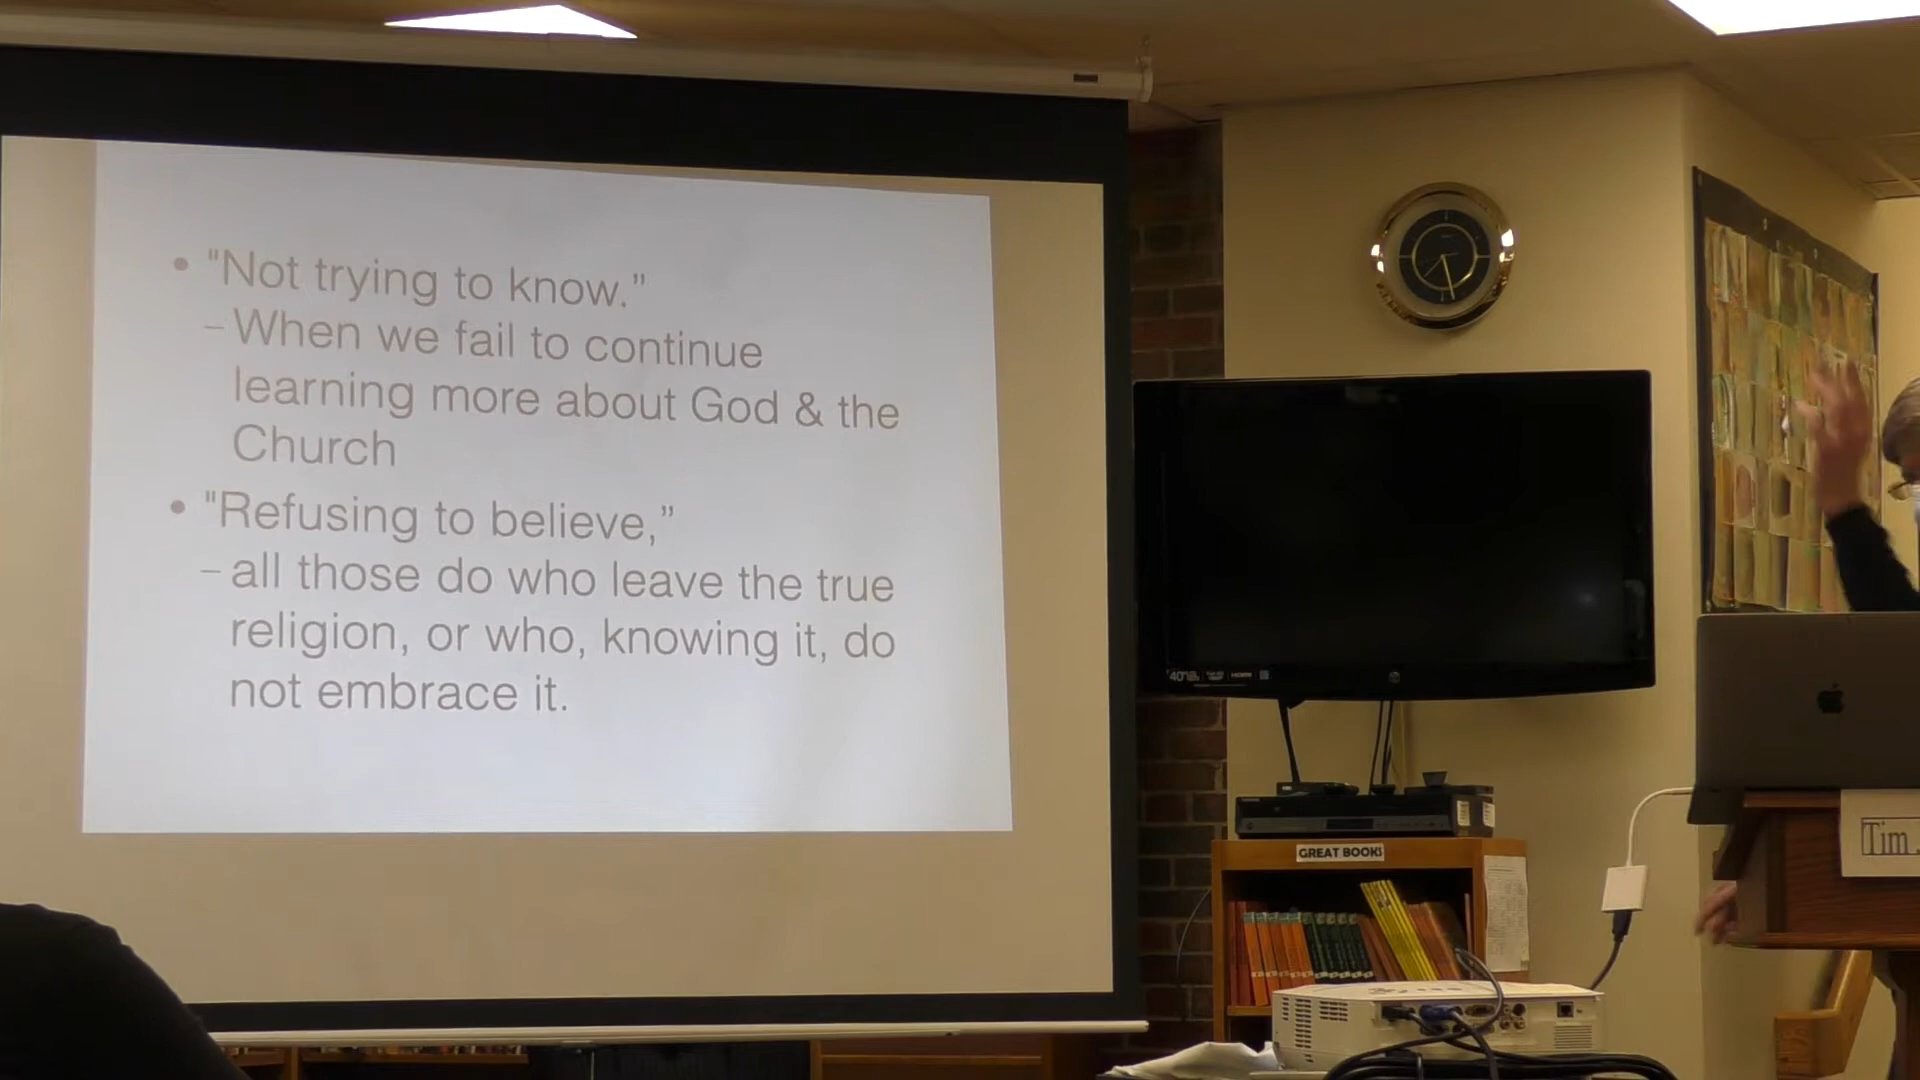 • "Not trying to know.”
– When we fail to continue
learning more about God & the
Church
• "Refusing to believe,”
– all those do who leave the true
religion, or who, knowing it, do
not embrace it.
GREAT BOOKS
Tim